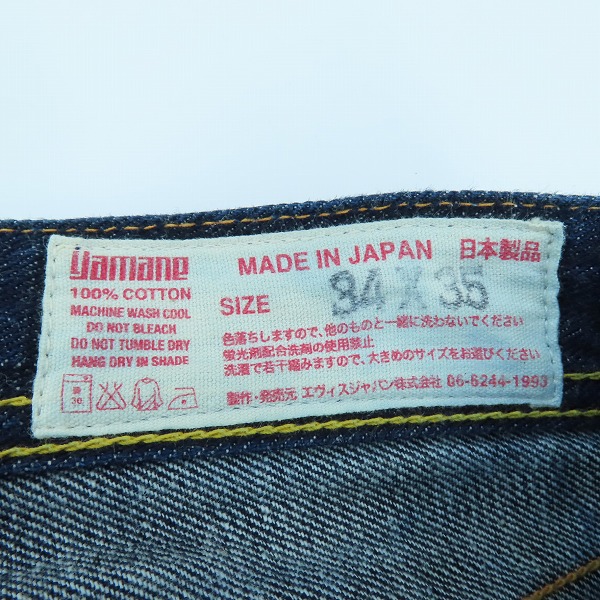 yamane
100% COTTON
MACHINE WASH COOL
DO NOT BLEACH
DO NOT TUMBLE DRY
HANG DRY IN SHADE
30
MADE IN JAPAN 日本製品
SIZE 34 X 35
色落ちしますので、他のものと一緒に洗わないでください
蛍光剤配合洗剤の使用禁止
洗濯で若干縮みますので、大きめのサイズをお選びください
製作・発売元 エヴィスジャパン株式会社 06-6244-1993